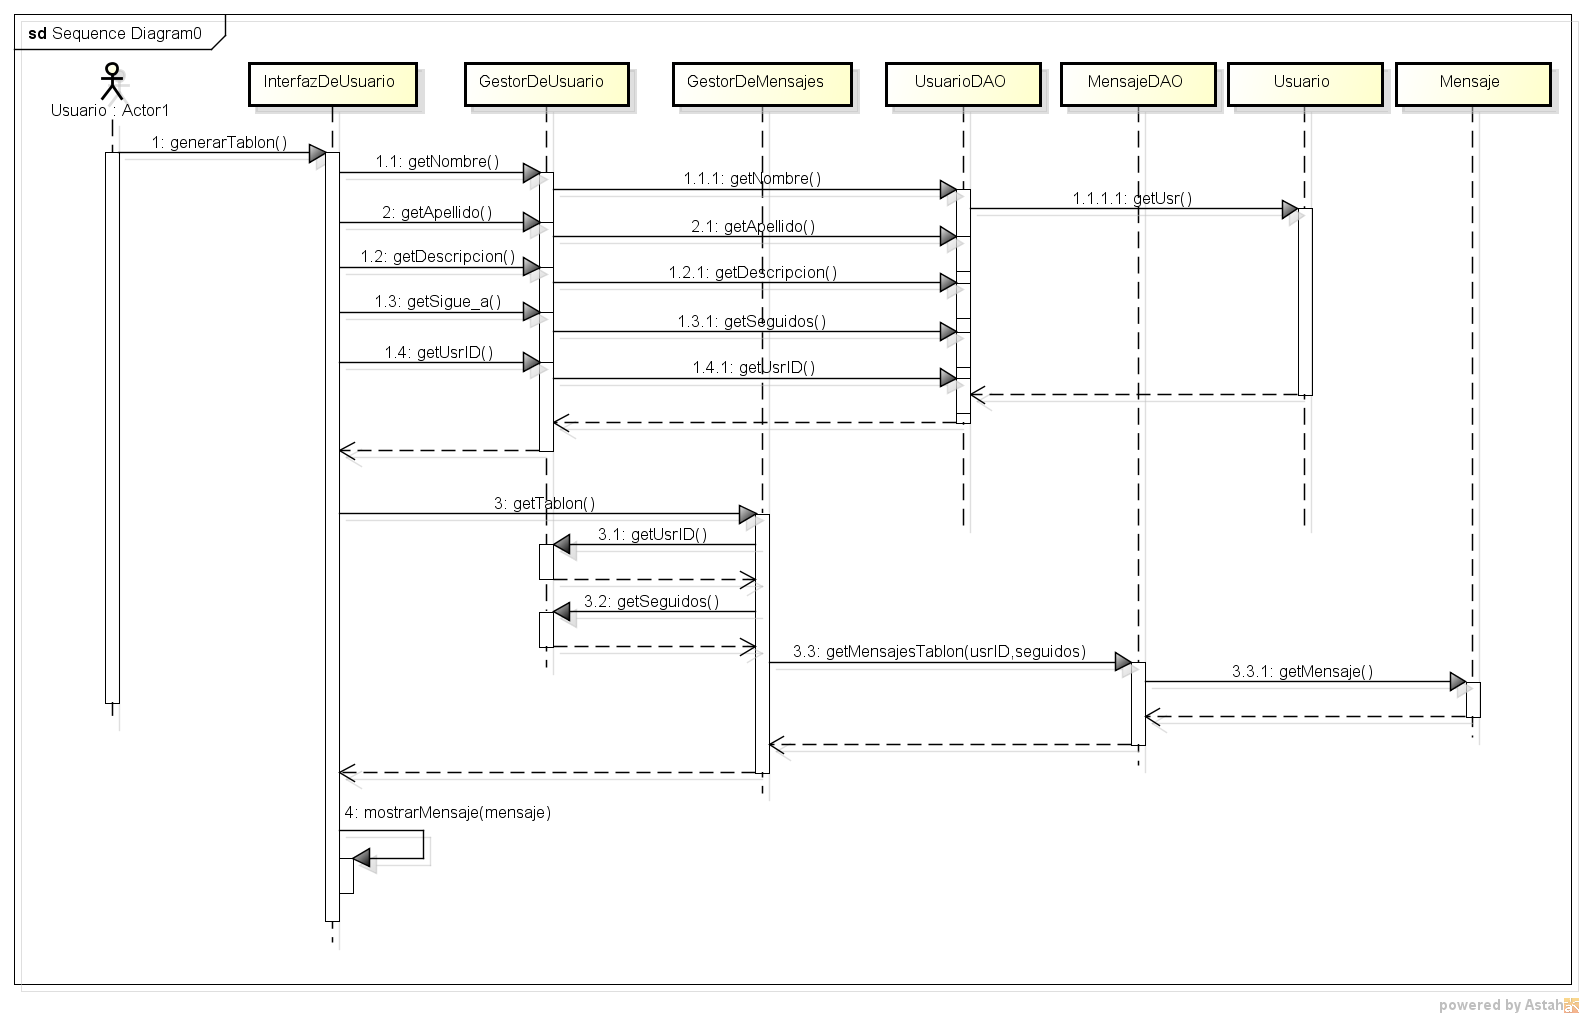 sd Sequence Diagram0
Usuario : Actor1
InterfazDeUsuario
GestorDeUsuario
GestorDeMensajes
UsuarioDAO
MensajeDAO
Usuario
Mensaje
1: generarTablon()
1.1: getNombre()
1.1.1: getNombre()
1.1.1.1: getUsr()
2: getApellido()
2.1: getApellido()
1.2: getDescripcion()
1.2.1: getDescripcion()
1.3: getSigue_a()
1.3.1: getSeguidos()
1.4: getUsrID()
1.4.1: getUsrID()
3: getTablon()
3.1: getUsrID()
3.2: getSeguidos()
3.3: getMensajesTablon(usrID,seguidos)
3.3.1: getMensaje()
4: mostrarMensaje(mensaje)
powered by Astah